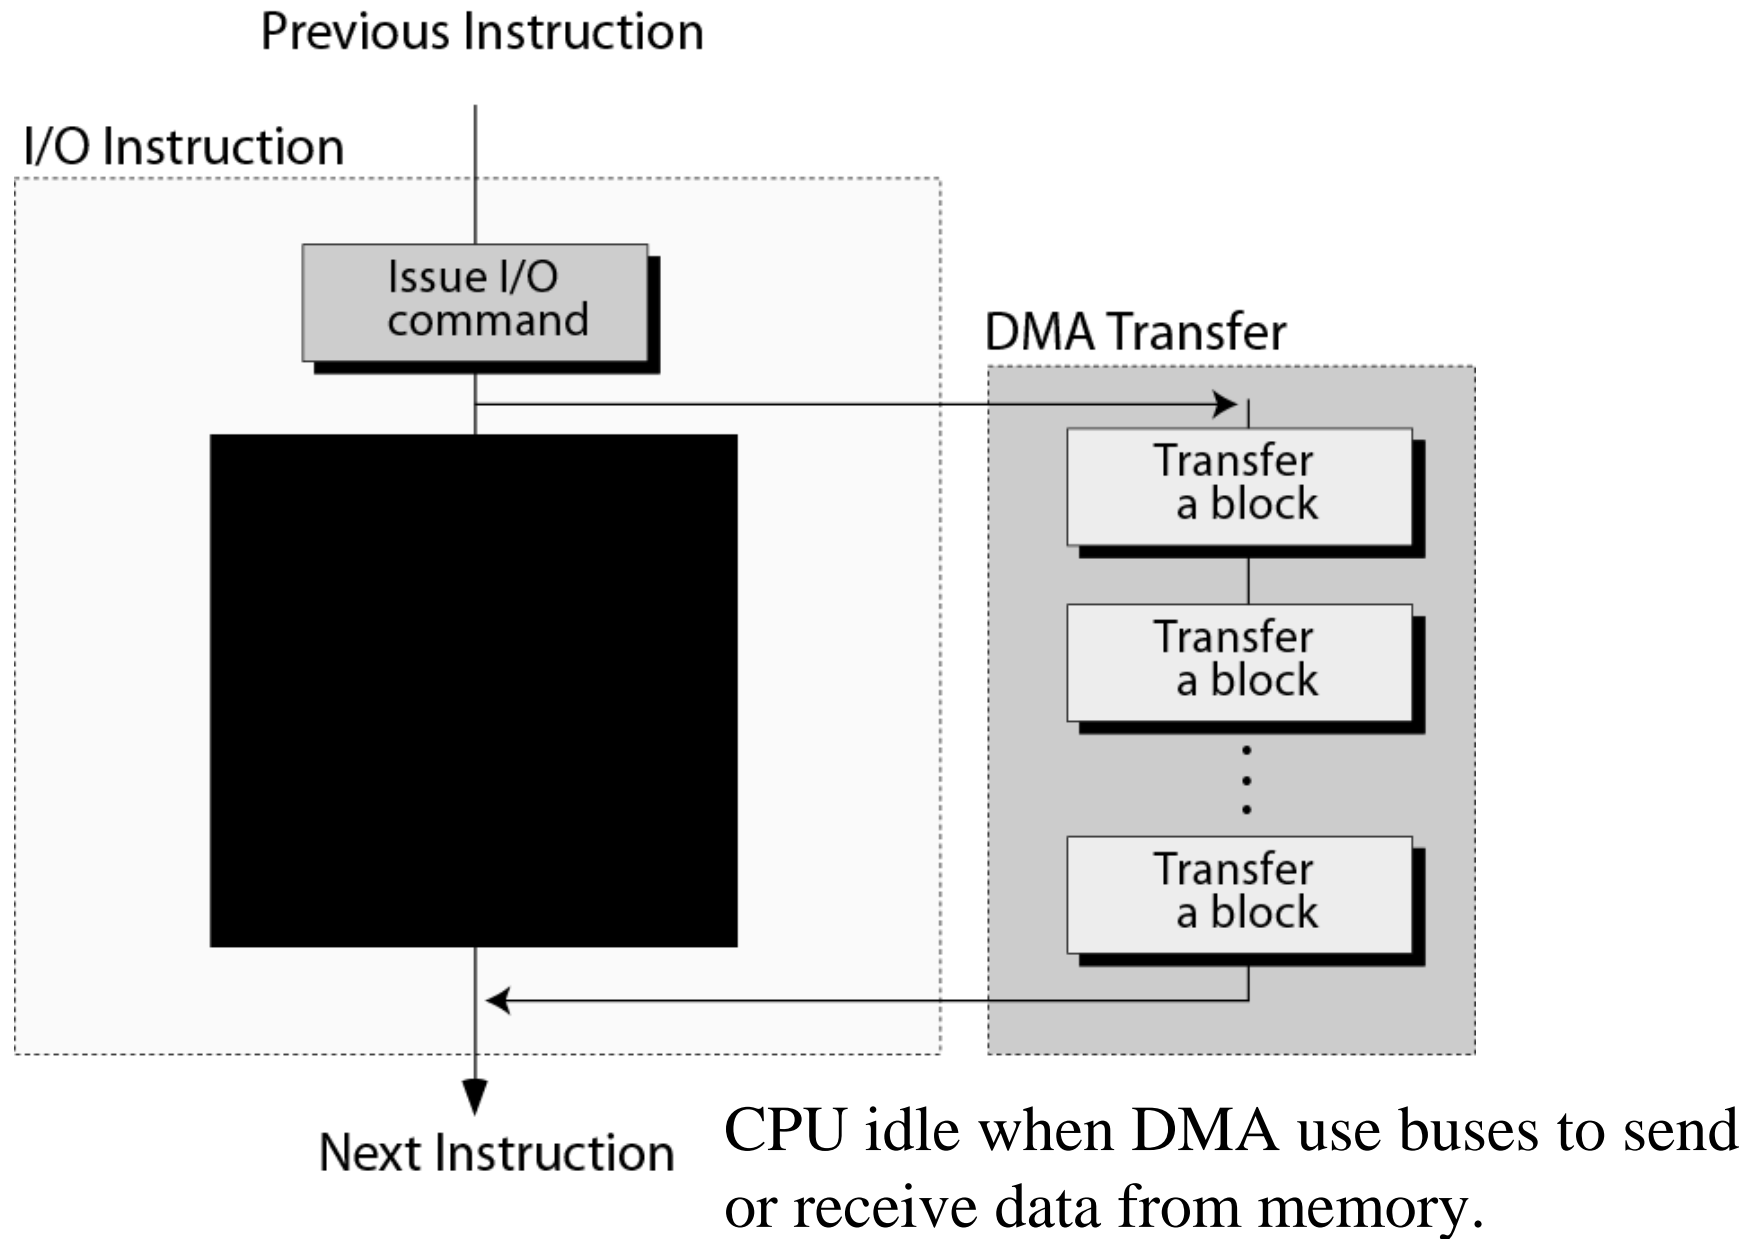 Previous Instruction
I/O Instruction
Issue I/O
command
DMA Transfer
Transfer
a block
Transfer
a block
Transfer
a block
Next Instruction
CPU idle when DMA use buses to send
or receive data from memory.